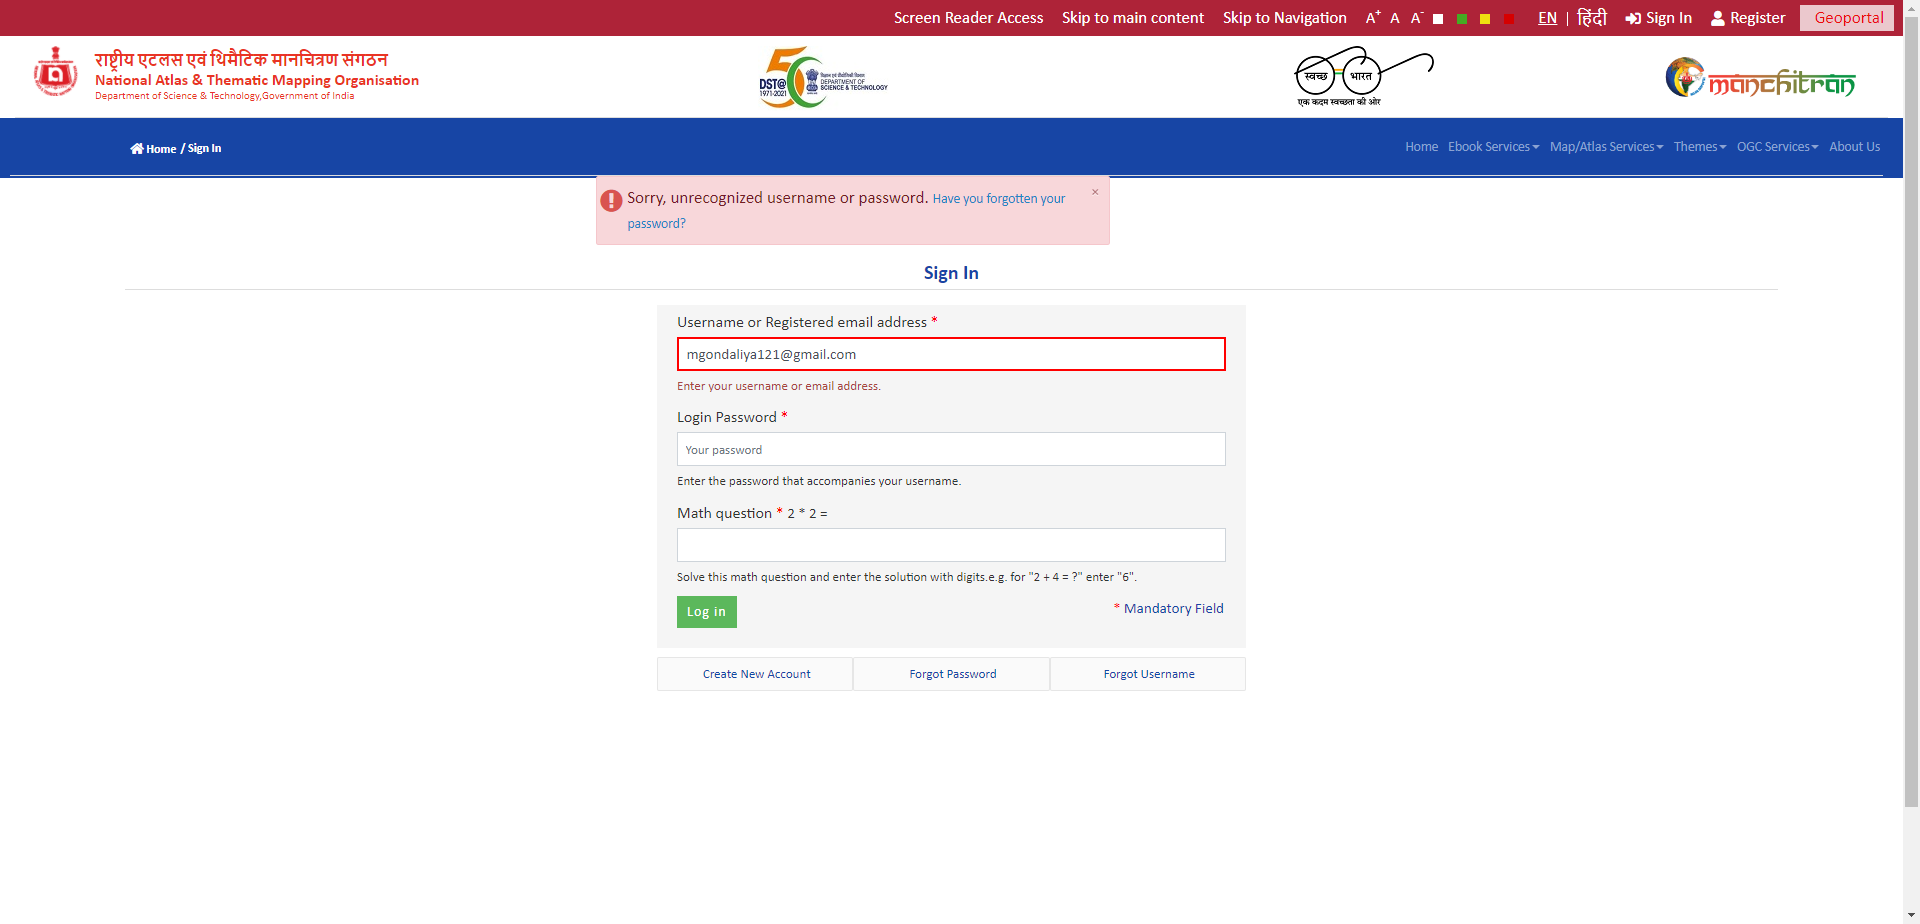 Screen Reader Access Skip to main content Skip to Navigation A+ A A- EN | हिंदी Sign In Register Geoportal
राष्ट्रीय एटलस एवं थिमैटिक मानचित्रण संगठन
National Atlas & Thematic Mapping Organisation
Department of Science & Technology,Government of India
50
DST@
1971-2021
विज्ञान एवं प्रौद्योगिकी विभाग
DEPARTMENT OF
SCIENCE & TECHNOLOGY
स्वच्छ भारत
एक कदम स्वच्छता की ओर
manchitran
Home / Sign In
Home Ebook Services Map/Atlas Services Themes OGC Services About Us
Sorry, unrecognized username or password. Have you forgotten your
password?
×
Sign In
Username or Registered email address *
mgondaliya121@gmail.com
Enter your username or email address.
Login Password *
Your password
Enter the password that accompanies your username.
Math question * 2 * 2 =
Solve this math question and enter the solution with digits.e.g. for "2 + 4 = ?" enter "6".
Log in
* Mandatory Field
Create New Account Forgot Password Forgot Username